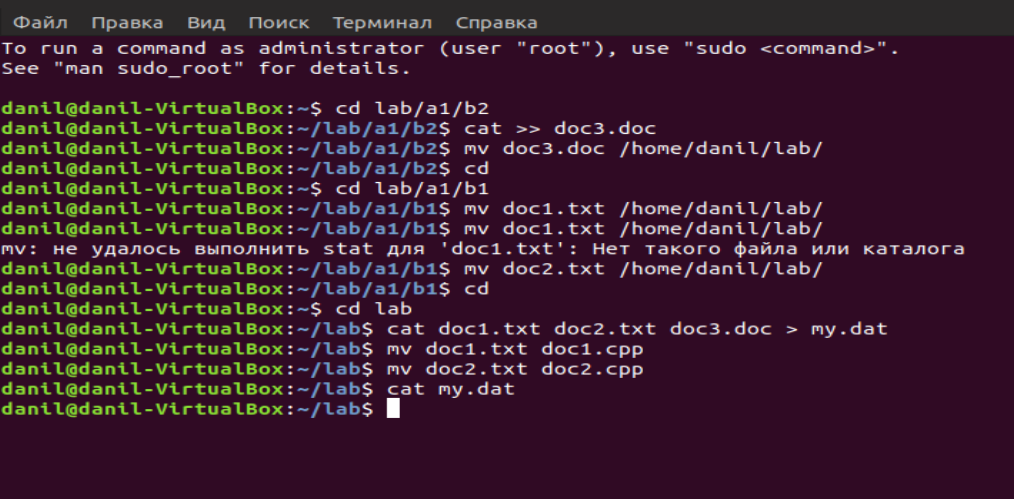 Файл Правка Вид Поиск Терминал Справка
To run a command as administrator (user "root"), use "sudo <command>".
See "man sudo_root" for details.
danil@danil-VirtualBox:~$ cd lab/a1/b2
danil@danil-VirtualBox:~/lab/a1/b2$ cat >> doc3.doc
danil@danil-VirtualBox:~/lab/a1/b2$ mv doc3.doc /home/danil/lab/
danil@danil-VirtualBox:~/lab/a1/b2$ cd
danil@danil-VirtualBox:~$ cd lab/a1/b1
danil@danil-VirtualBox:~/lab/a1/b1$ mv doc1.txt /home/danil/lab/
danil@danil-VirtualBox:~/lab/a1/b1$ mv doc1.txt /home/danil/lab/
mv: не удалось выполнить stat для 'doc1.txt': Нет такого файла или каталога
danil@danil-VirtualBox:~/lab/a1/b1$ mv doc2.txt /home/danil/lab/
danil@danil-VirtualBox:~/lab/a1/b1$ cd
danil@danil-VirtualBox:~$ cd lab
danil@danil-VirtualBox:~/lab$ cat doc1.txt doc2.txt doc3.doc > my.dat
danil@danil-VirtualBox:~/lab$ mv doc1.txt doc1.cpp
danil@danil-VirtualBox:~/lab$ mv doc2.txt doc2.cpp
danil@danil-VirtualBox:~/lab$ cat my.dat
danil@danil-VirtualBox:~/lab$